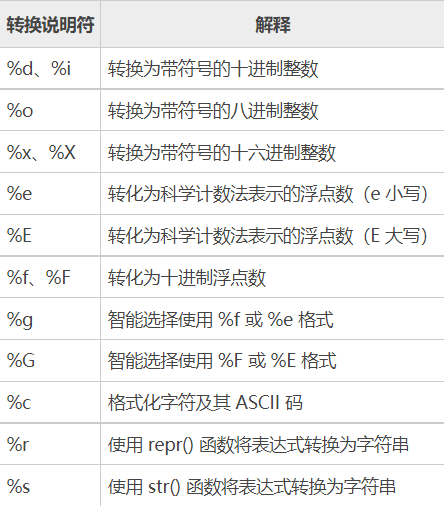 转换说明符 解释
%d、%i 转换为带符号的十进制整数
%o 转换为带符号的八进制整数
%x、%X 转换为带符号的十六进制整数
%e 转化为科学计数法表示的浮点数（e 小写）
%E 转化为科学计数法表示的浮点数（E 大写）
%f、%F 转化为十进制浮点数
%g 智能选择使用 %f 或 %e 格式
%G 智能选择使用 %F 或 %E 格式
%c 格式化字符及其 ASCII 码
%r 使用 repr() 函数将表达式转换为字符串
%s 使用 str() 函数将表达式转换为字符串